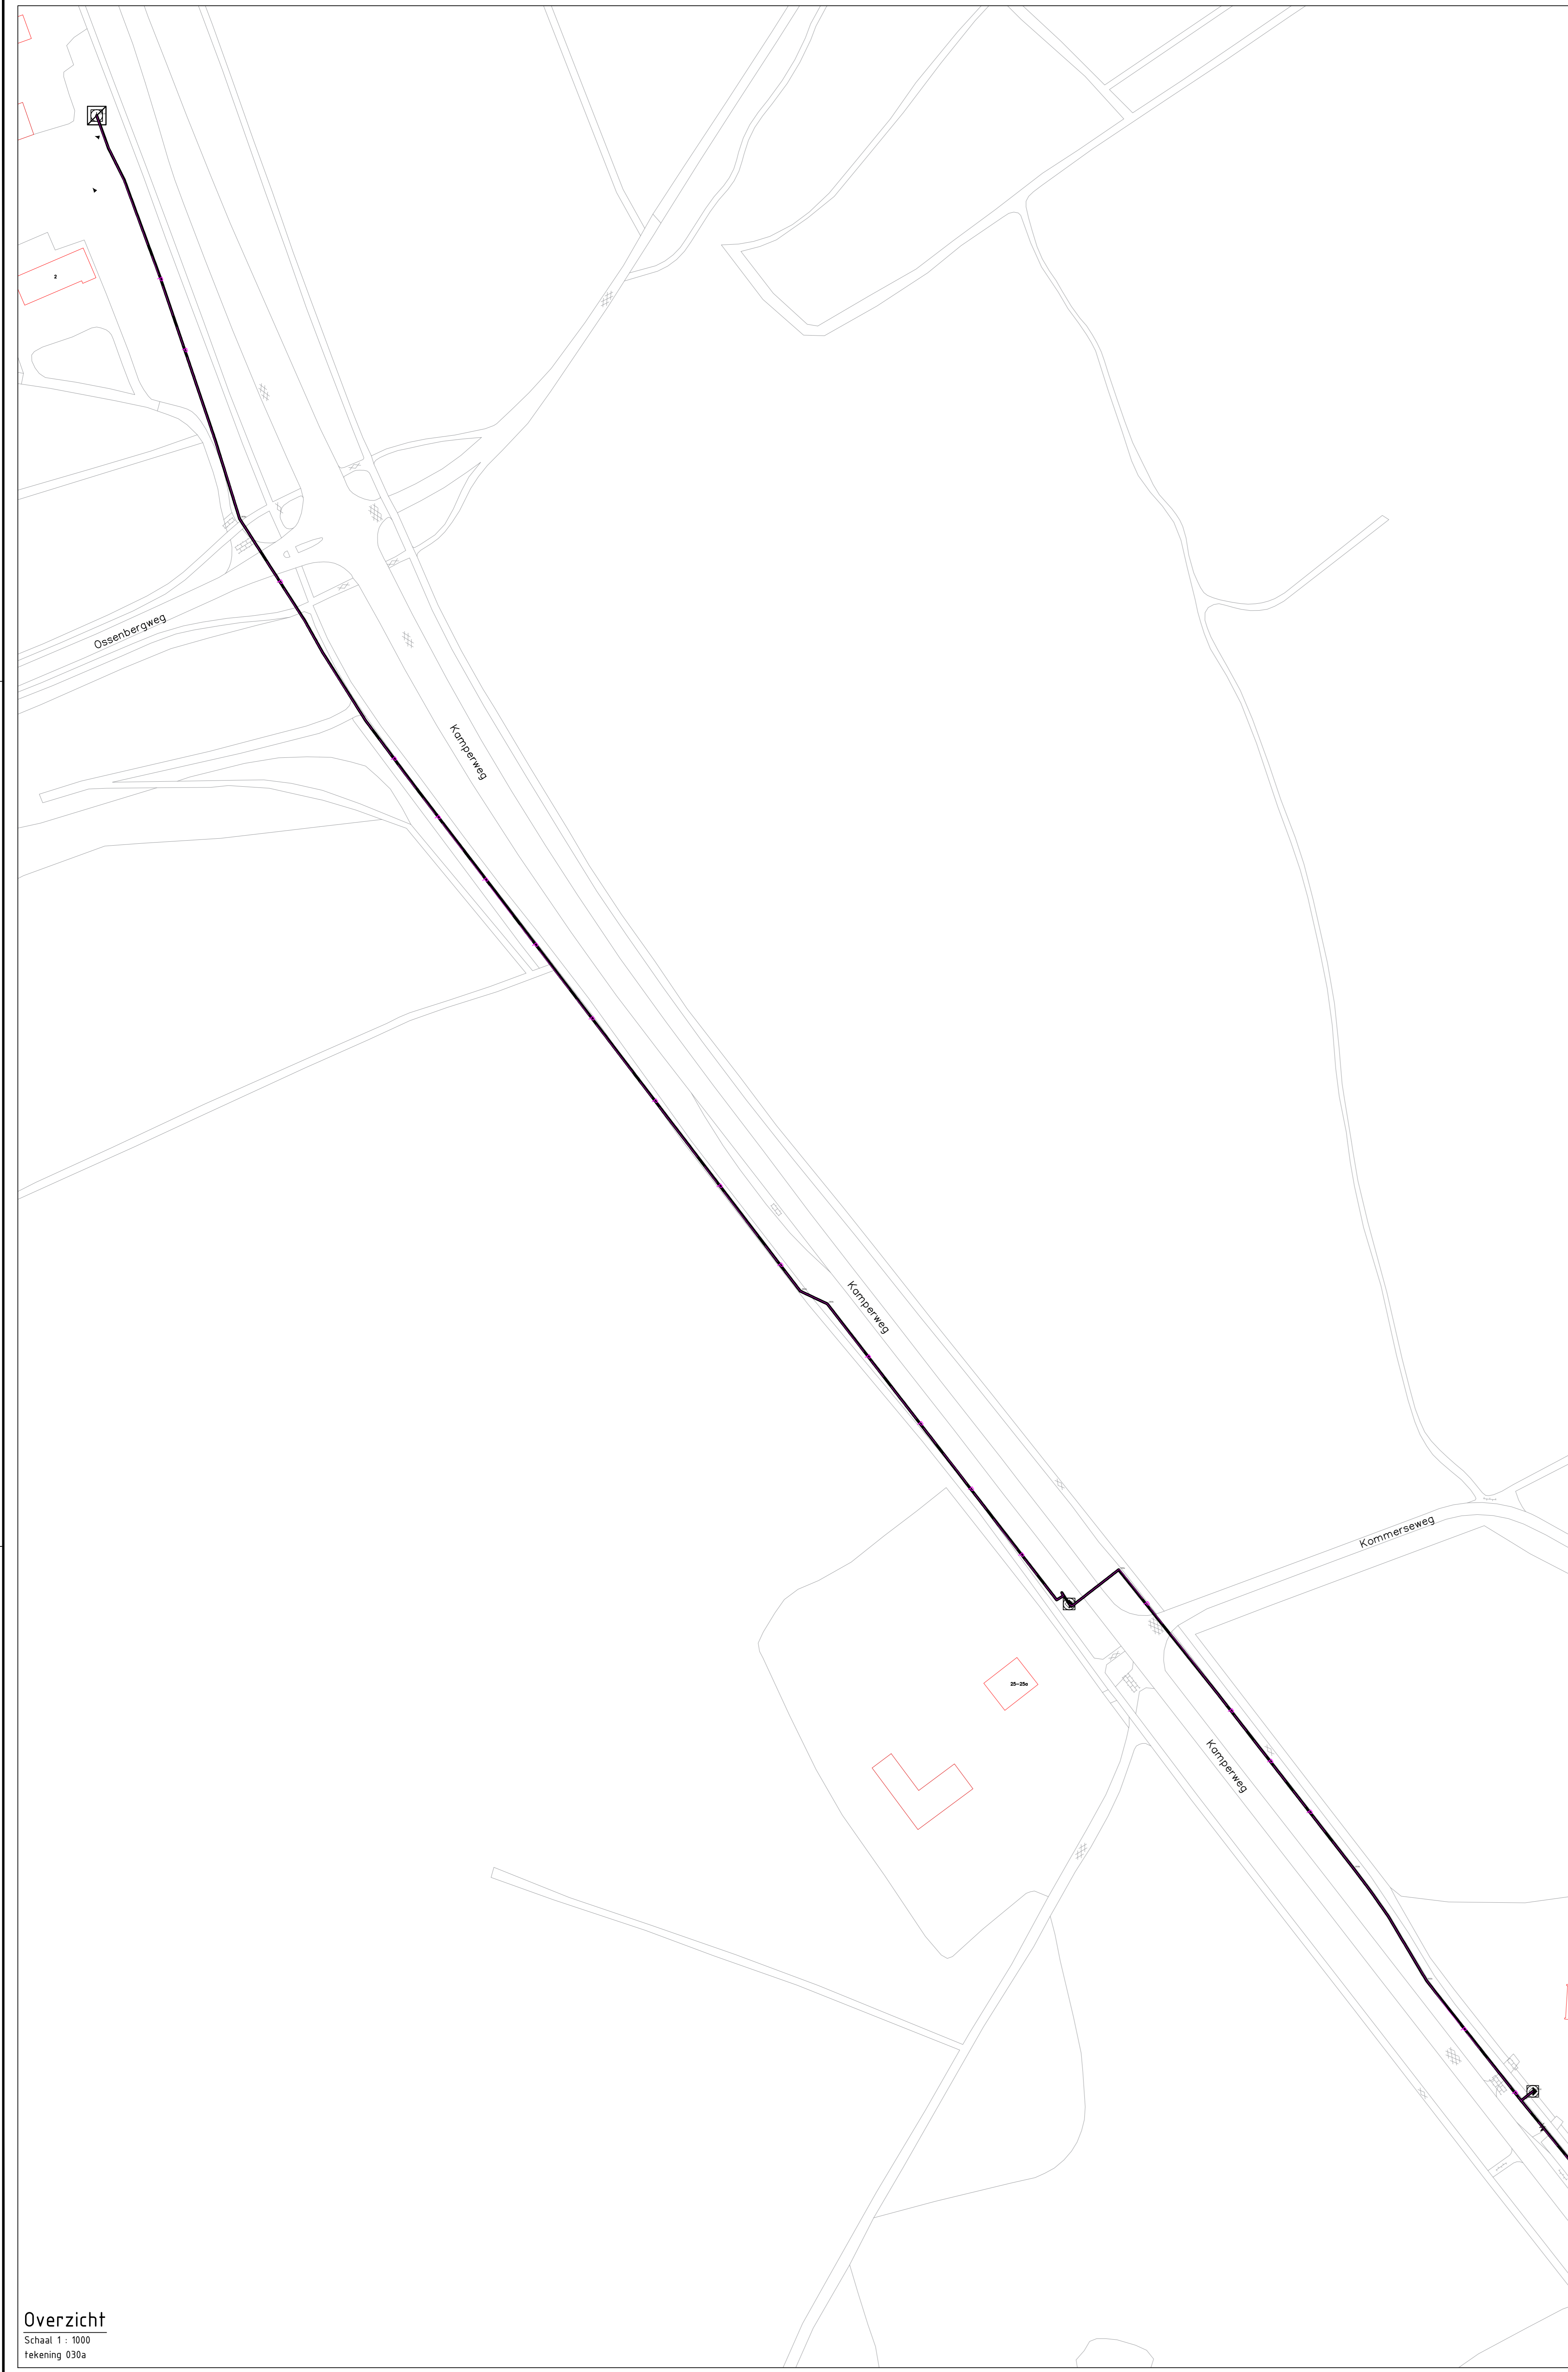 2
Ossenbergweg
Kamperweg
Kamperweg
Kommerseweg
25-25a
Kamperweg
Overzicht
Schaal 1 : 1000
tekening 030a